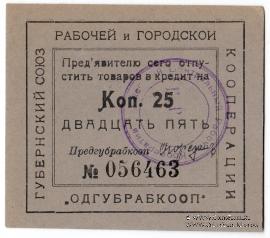 РАБОЧЕЙ и ГОРОДСКОЙ
ГУБЕРНСКИЙ СОЮЗ
КООПЕРАЦИИ
Пред'явителю сего отпу-
стить товаров в кредит на
Коп. 25
ДВАДЦАТЬ ПЯТЬ
Предгубрабкооп
№ 056463
„ОДГУБРАБКООП"